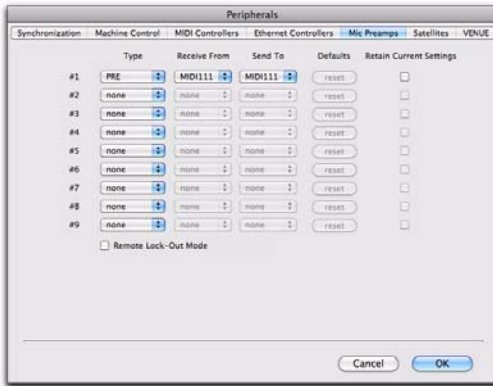 Peripherals
Synchronization Machine Control MIDI Controllers Ethernet Controllers Mic Preamps Satellites VENUE
Type Receive From Send To Defaults Retain Current Settings
#1 PRE MIDI111 MIDI111 reset
#2 none none none reset
#3 none none none reset
#4 none none none reset
#5 none none none reset
#6 none none none reset
#7 none none none reset
#8 none none none reset
#9 none none none reset
Remote Lock-Out Mode
Cancel OK